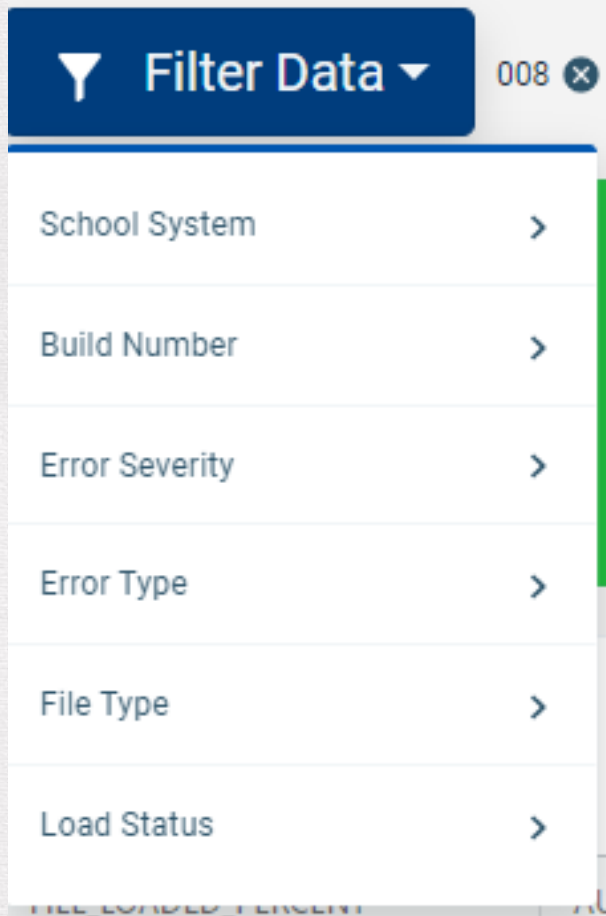 Filter Data
008
School System
Build Number
Error Severity
Error Type
File Type
Load Status